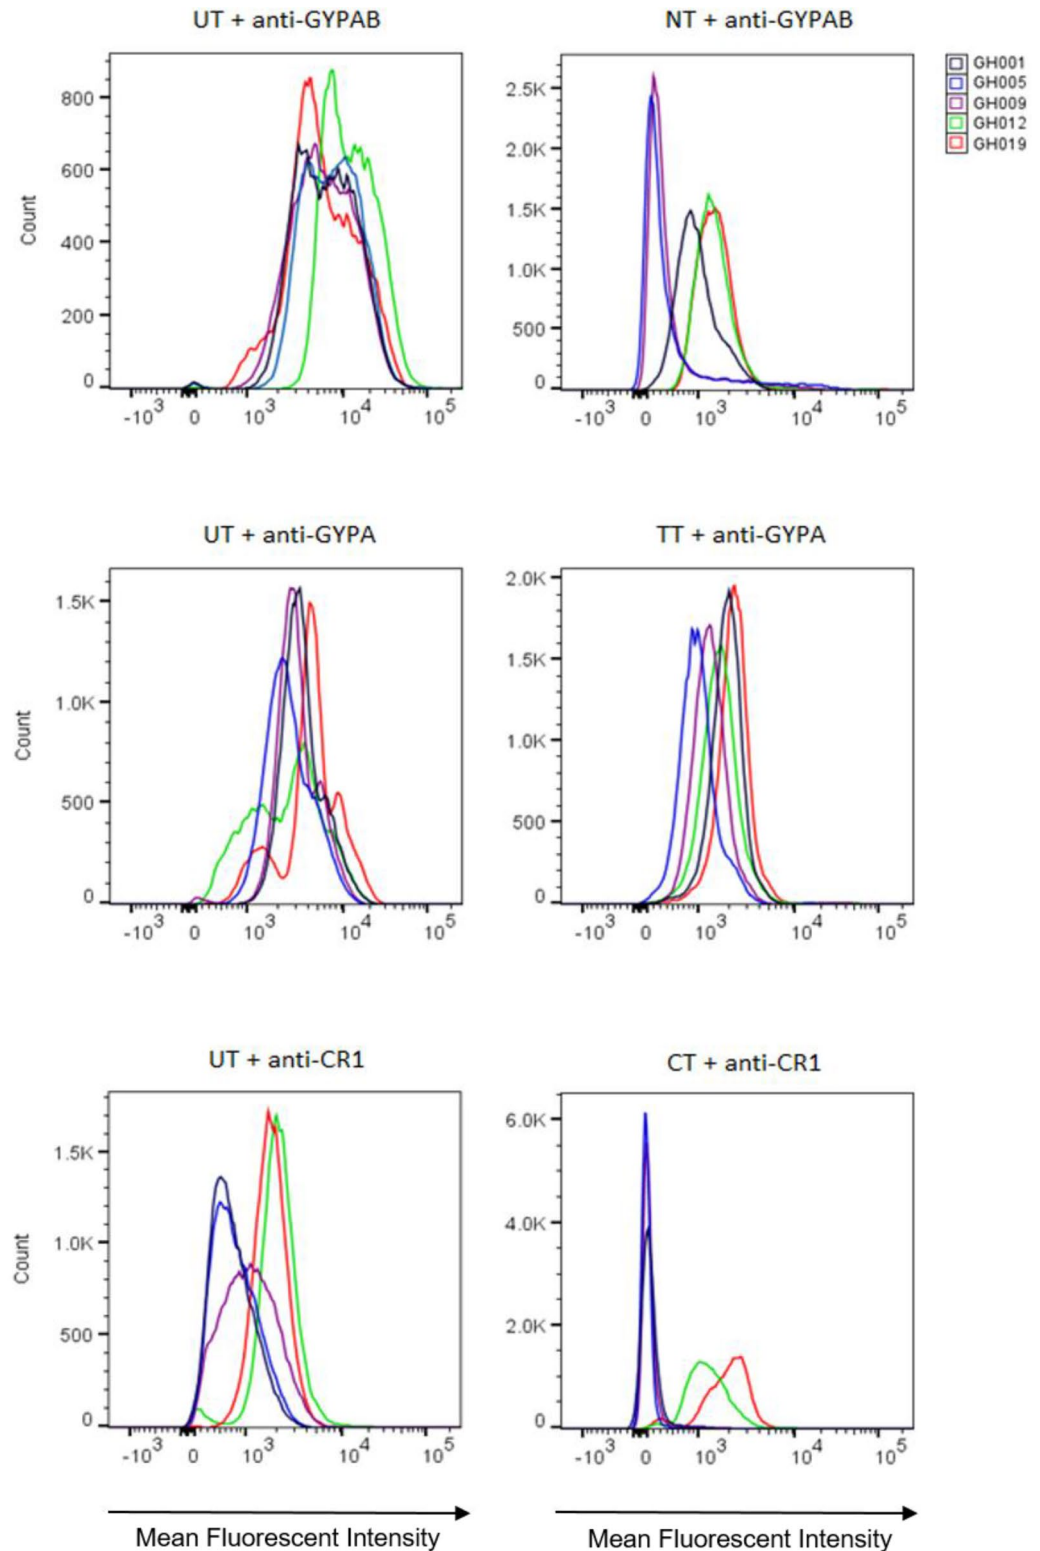 UT + anti-GYPAB
NT + anti-GYPAB
GH001
GH005
GH009
GH012
GH019
Count
800
600
400
200
0
-10³ 0 10³ 10⁴ 10⁵
2.5K
2.0K
1.5K
1.0K
500
0
-10³ 0 10³ 10⁴ 10⁵
UT + anti-GYPA
TT + anti-GYPA
Count
1.5K
1.0K
500
0
-10³ 0 10³ 10⁴ 10⁵
2.0K
1.5K
1.0K
500
0
-10³ 0 10³ 10⁴ 10⁵
UT + anti-CR1
CT + anti-CR1
Count
1.5K
1.0K
500
0
-10³ 0 10³ 10⁴ 10⁵
6.0K
4.0K
2.0K
0
-10³ 0 10³ 10⁴ 10⁵
Mean Fluorescent Intensity
Mean Fluorescent Intensity